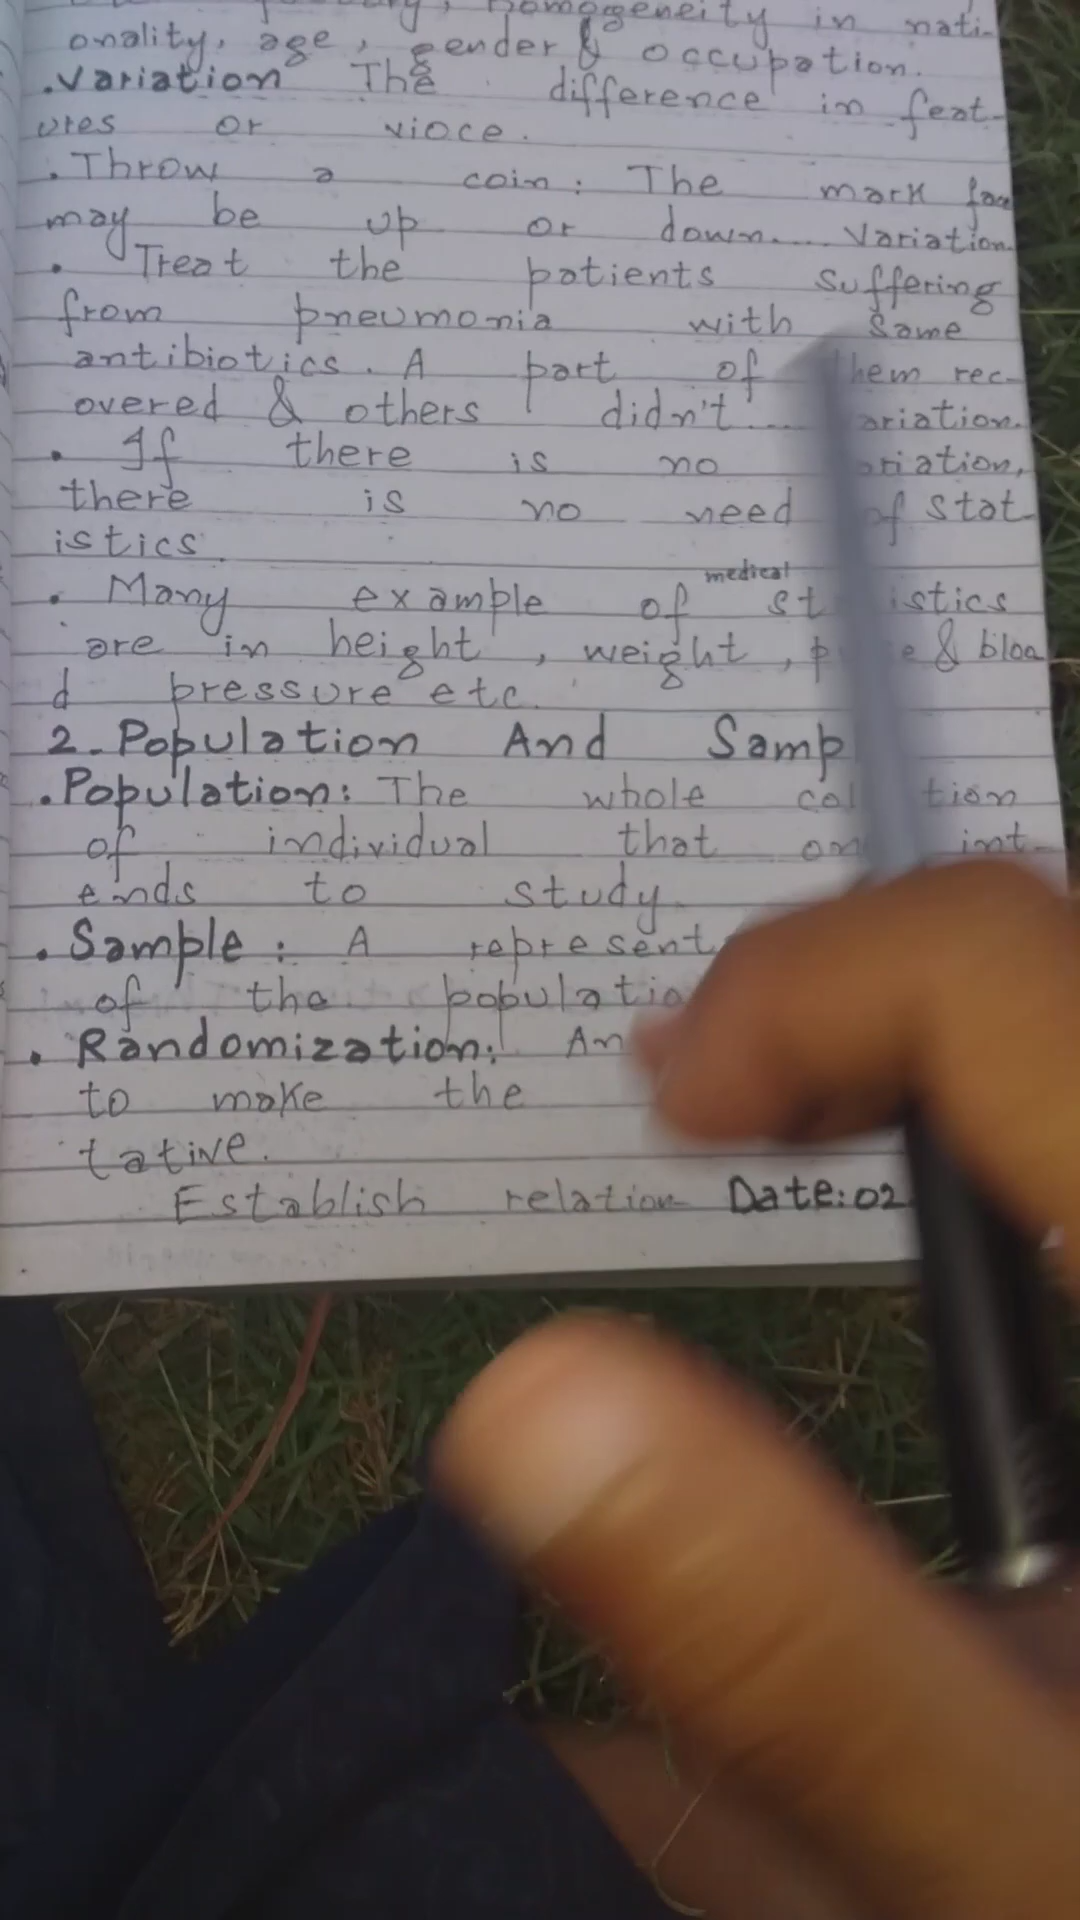 homogeneity in nati-
onality, age, gender & occupation.
. Variation The difference in feat-
ures or vioce.
. Throw a coin: The mark face
may be up or down.... Variation
. Treat the patients suffering
from pneumonia with same
antibiotics. A part of them rec-
overed & others didn't.... ariation.
. If there is no ariation,
there is no need of stat-
istics.
. Many example of medical st istics
are in height, weight, p e & bloo
d pressure etc.
2. Population And Samp
. Population: The whole col tion
of individual that on int-
ends to study.
. Sample: A represent
of the populatio
. Randomization: An
to make the
tative.
Establish relation Date: 02